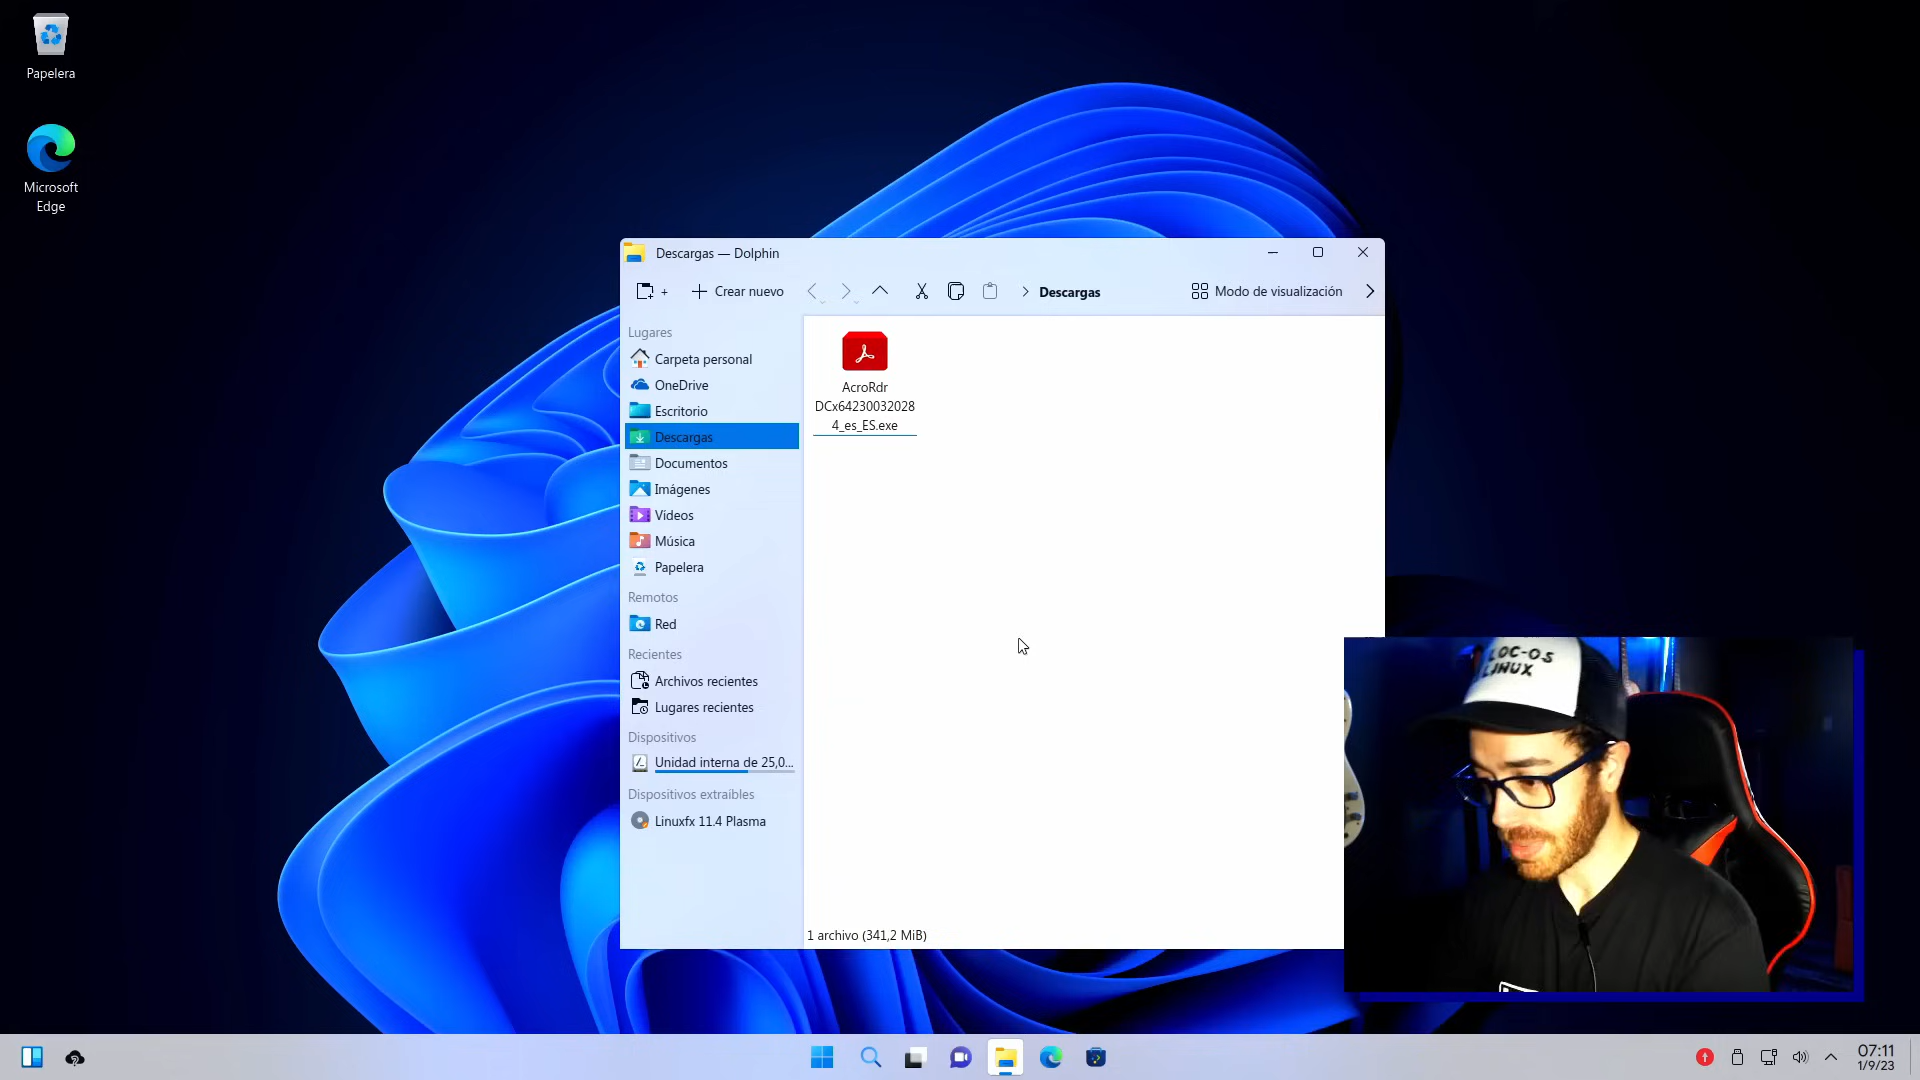 Papelera
Microsoft
Edge
Descargas — Dolphin
Crear nuevo
Descargas
Modo de visualización
Lugares
Carpeta personal
OneDrive
Escritorio
Descargas
Documentos
Imágenes
Vídeos
Música
Papelera
Remotos
Red
Recientes
Archivos recientes
Lugares recientes
Dispositivos
Unidad interna de 25,0...
Dispositivos extraíbles
Linuxfx 11.4 Plasma
AcroRdr
DCx64230032028
4_es_ES.exe
1 archivo (341,2 MiB)
LOC-OS
LINUX
07:11
1/9/23